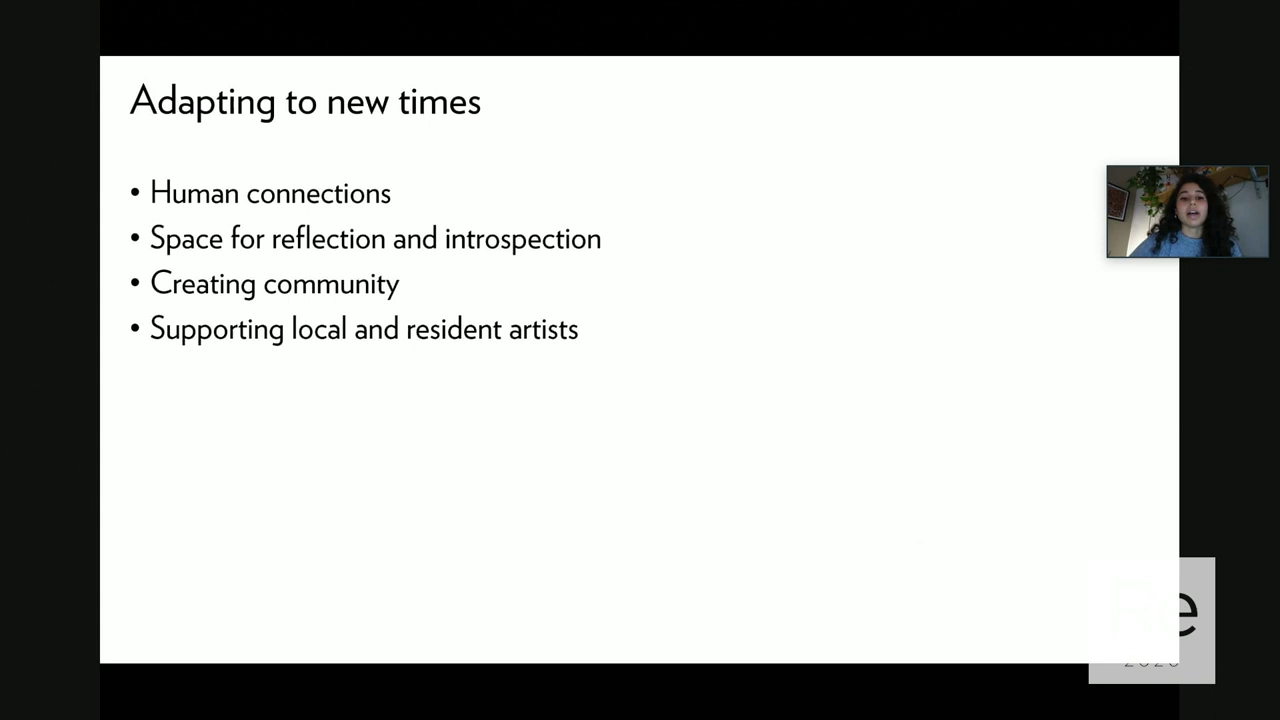 Adapting to new times
• Human connections
• Space for reflection and introspection
• Creating community
• Supporting local and resident artists